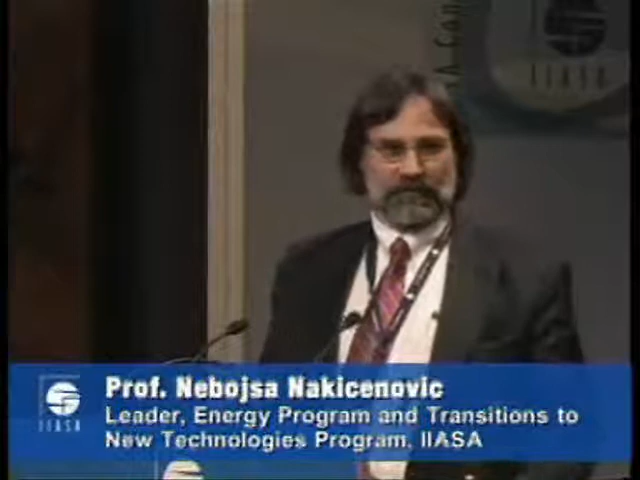 IIASA
Prof. Nebojsa Nakicenovic
Leader, Energy Program and Transitions to
New Technologies Program, IIASA
IIASA